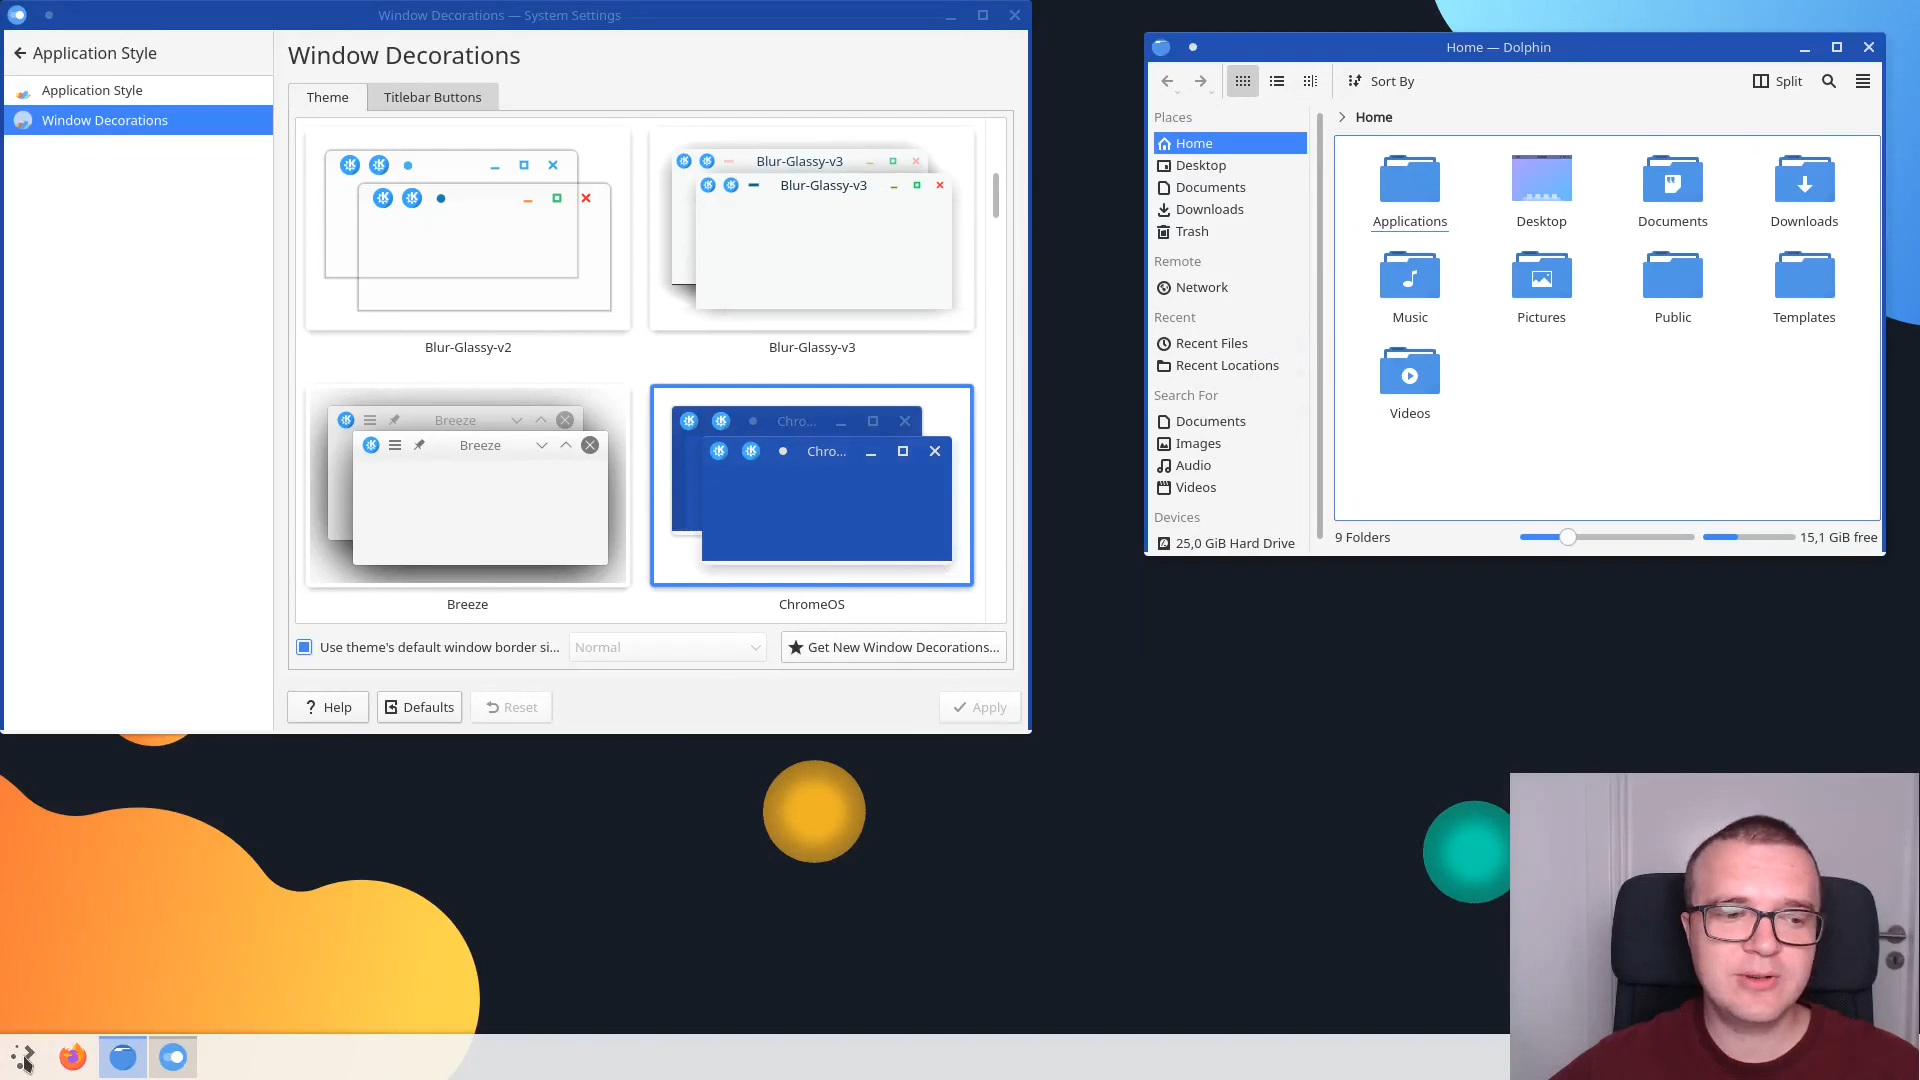 Window Decorations — System Settings
Application Style
Application Style
Window Decorations
Window Decorations
Theme
Titlebar Buttons
Blur-Glassy-v3
Blur-Glassy-v3
Blur-Glassy-v2
Blur-Glassy-v3
Breeze
Breeze
Chro...
Chro...
Breeze
ChromeOS
Use theme's default window border si...
Normal
Get New Window Decorations...
Help
Defaults
Reset
Apply
Home — Dolphin
Sort By
Split
Places
Home
Desktop
Documents
Downloads
Trash
Remote
Network
Recent
Recent Files
Recent Locations
Search For
Documents
Images
Audio
Videos
Devices
25,0 GiB Hard Drive
Home
Applications
Desktop
Documents
Downloads
Music
Pictures
Public
Templates
Videos
9 Folders
15,1 GiB free